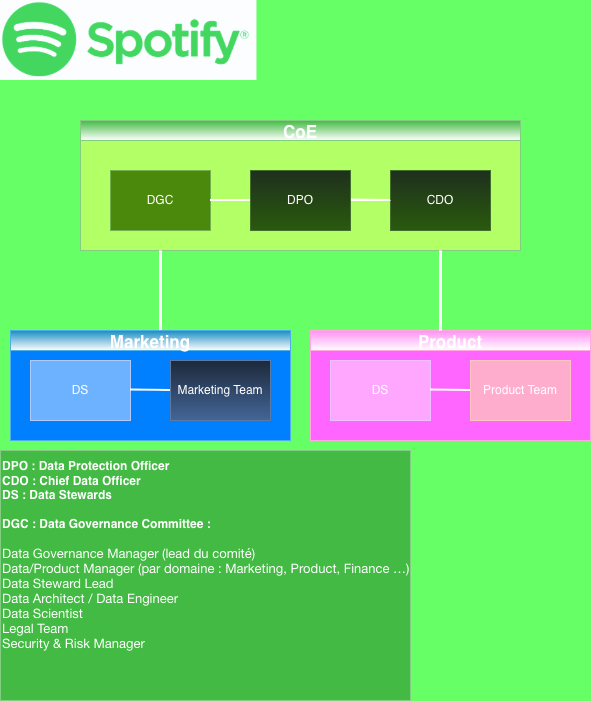 Spotify®
CoE
DGC
DPO
CDO
Marketing
Product
DS
Marketing Team
DS
Product Team
DPO : Data Protection Officer
CDO : Chief Data Officer
DS : Data Stewards
DGC : Data Governance Committee :
Data Governance Manager (lead du comité)
Data/Product Manager (par domaine : Marketing, Product, Finance …)
Data Steward Lead
Data Architect / Data Engineer
Data Scientist
Legal Team
Security & Risk Manager